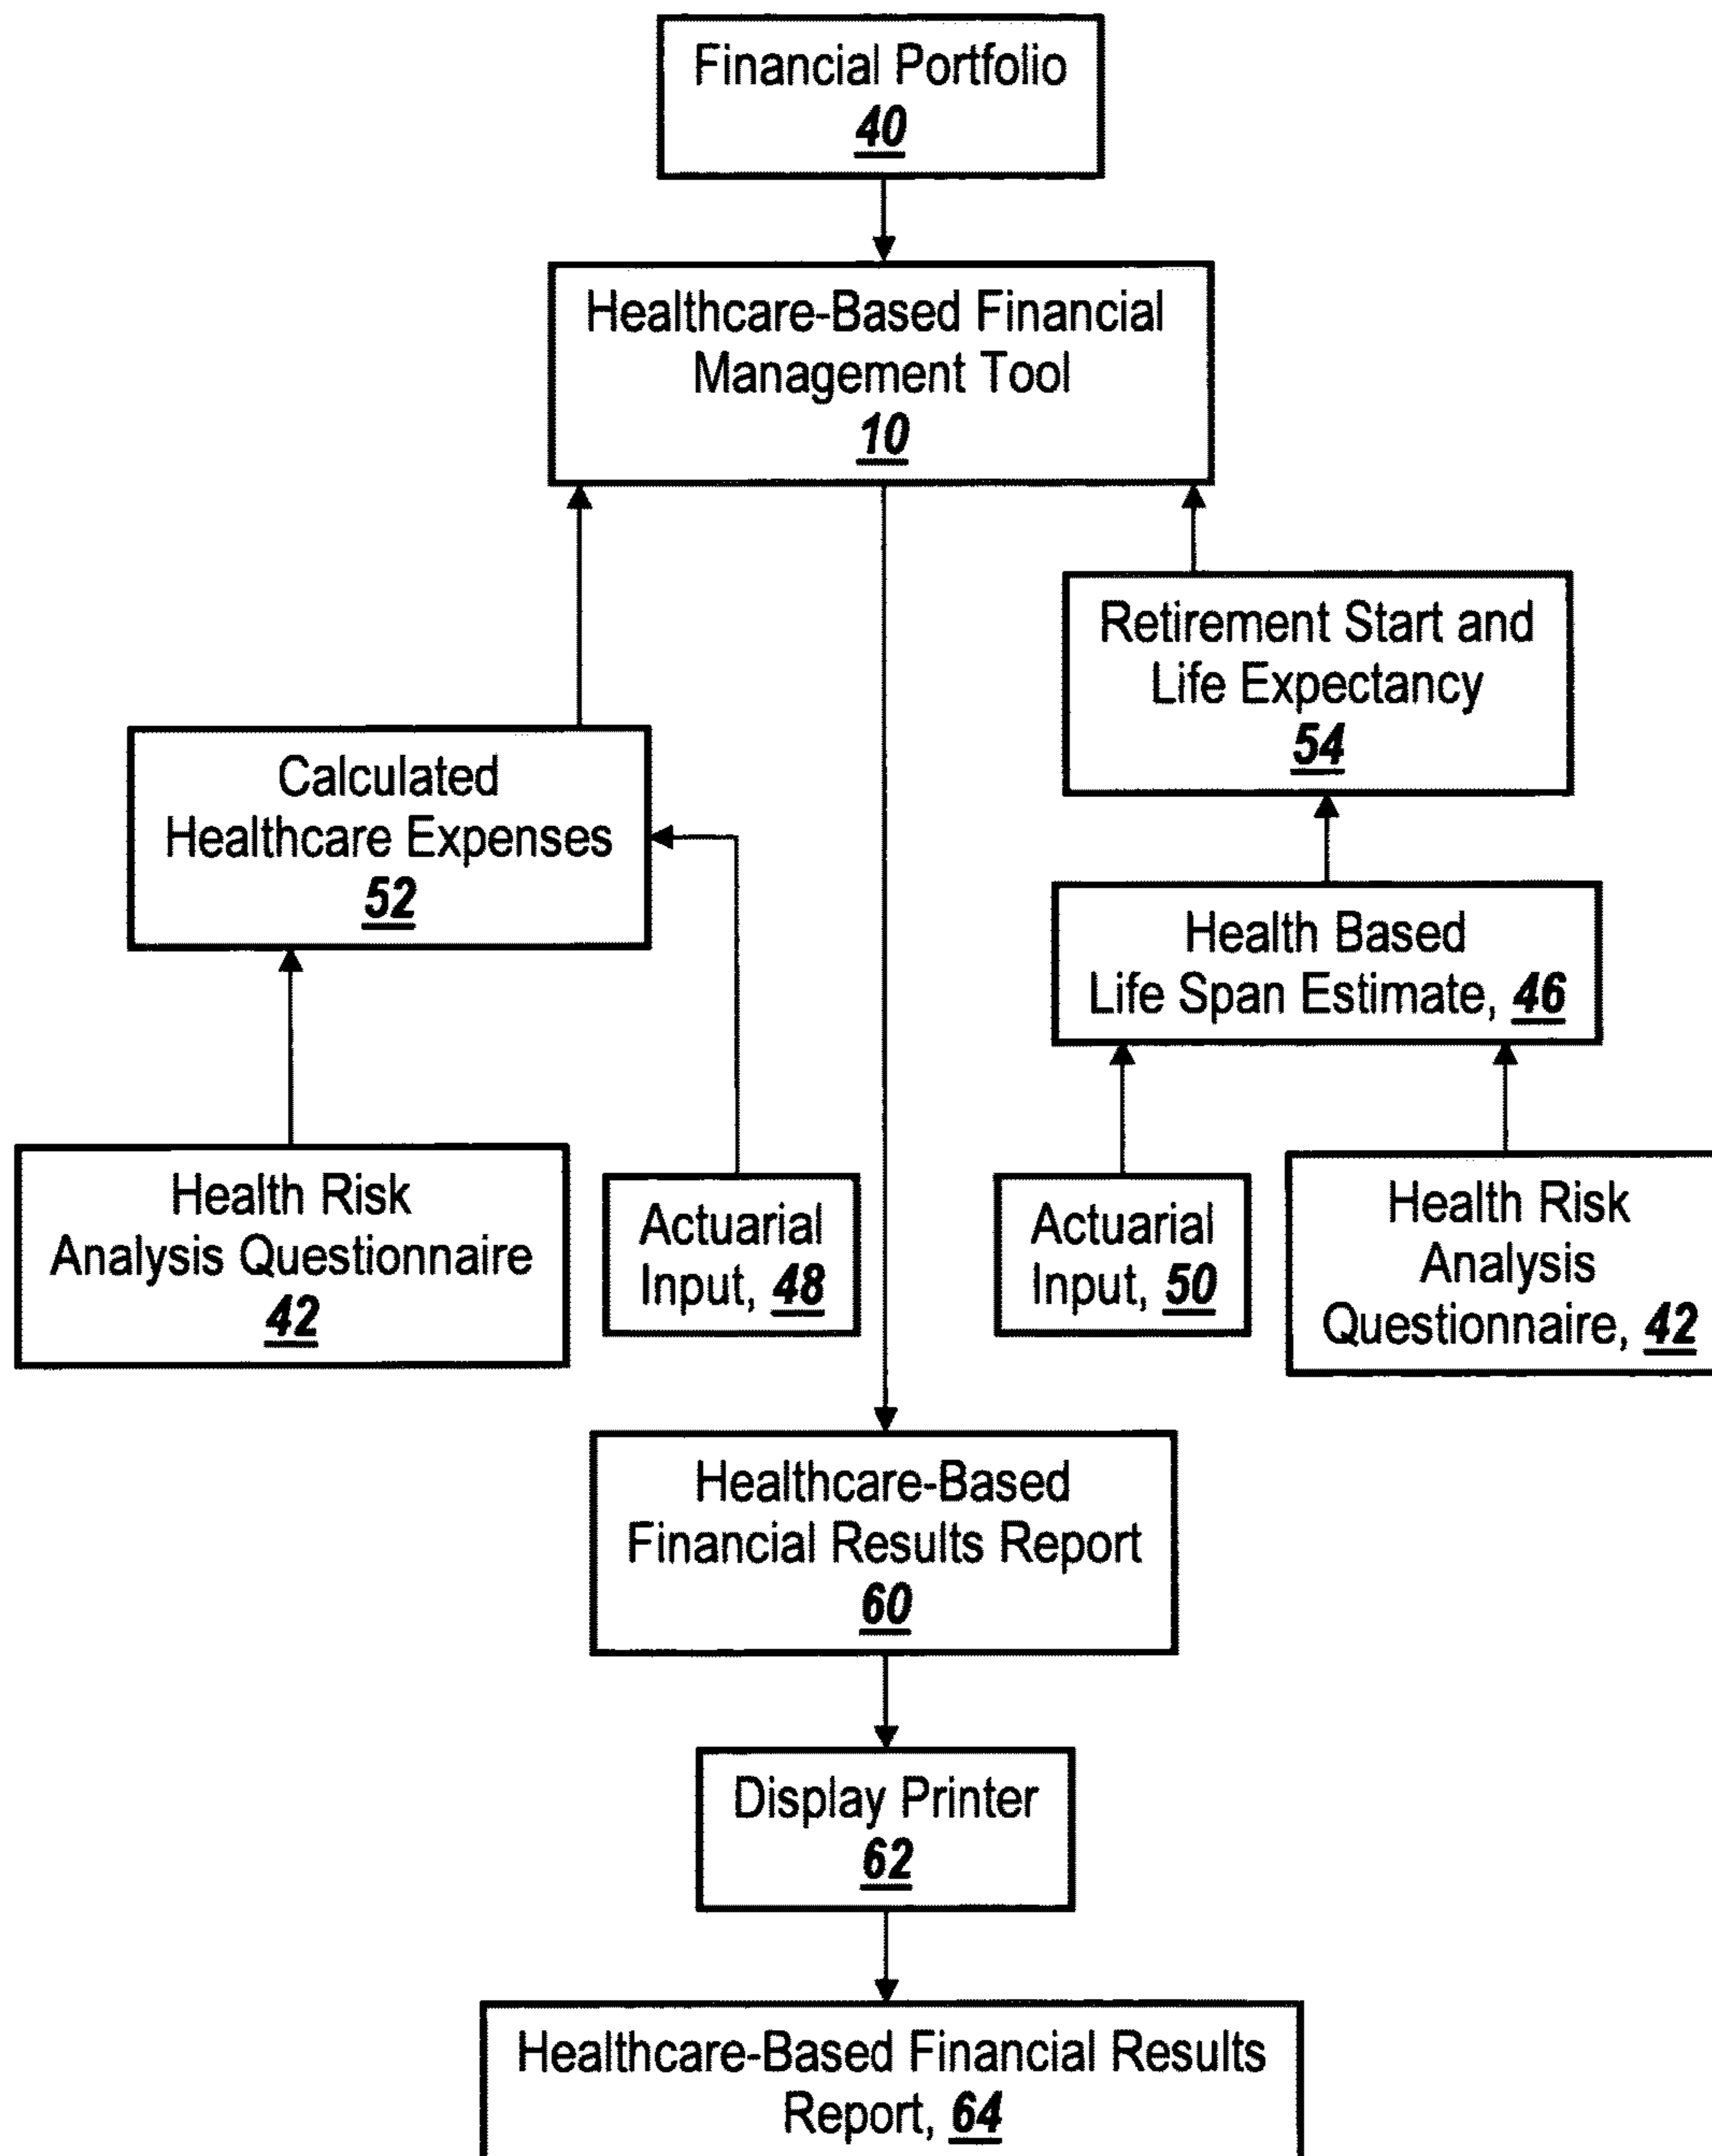 Financial Portfolio
40
Healthcare-Based Financial
Management Tool
10
Retirement Start and
Life Expectancy
54
Calculated
Healthcare Expenses
52
Health Based
Life Span Estimate, 46
Health Risk
Analysis Questionnaire
42
Actuarial
Input, 48
Actuarial
Input, 50
Health Risk
Analysis
Questionnaire, 42
Healthcare-Based
Financial Results Report
60
Display Printer
62
Healthcare-Based Financial Results
Report, 64